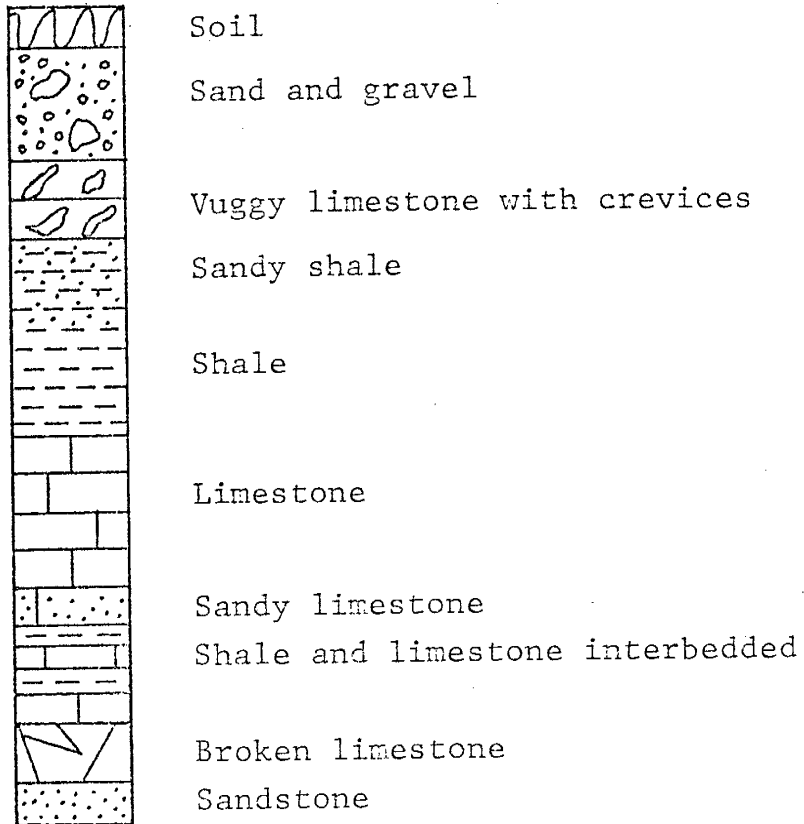 Soil
Sand and gravel
Vuggy limestone with crevices
Sandy shale
Shale
Limestone
Sandy limestone
Shale and limestone interbedded
Broken limestone
Sandstone